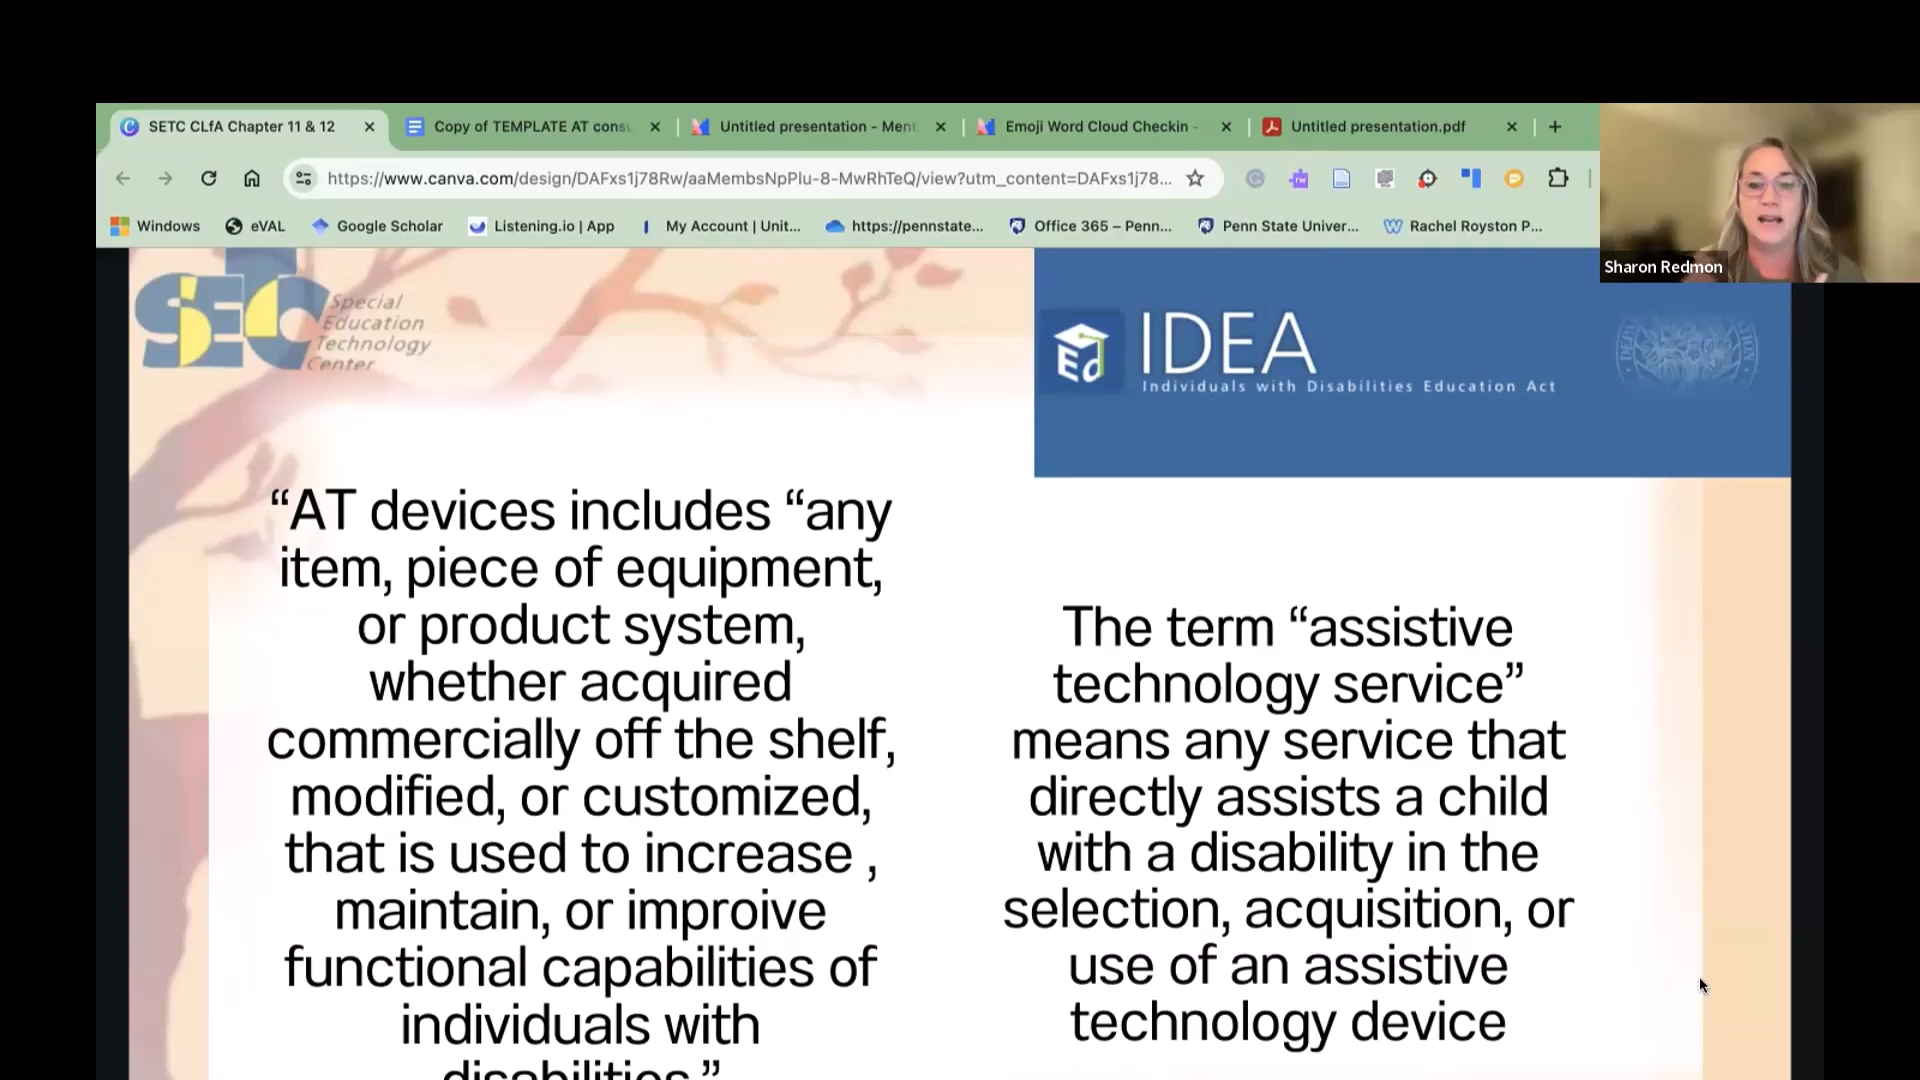 SETC CLfA Chapter 11 & 12
Copy of TEMPLATE AT consu
Untitled presentation - Ment
Emoji Word Cloud Checkin -
Untitled presentation.pdf
https://www.canva.com/design/DAFxs1j78Rw/aaMembsNpPlu-8-MwRhTeQ/view?utm_content=DAFxs1j78...
Windows
eVAL
Google Scholar
Listening.io | App
My Account | Unit...
https://pennstate...
Office 365 – Penn...
Penn State Univer...
Rachel Royston P...
Sharon Redmon
SETC
Special
Education
Technology
Center
Ed
IDEA
Individuals with Disabilities Education Act
“AT devices includes “any
item, piece of equipment,
or product system,
whether acquired
commercially off the shelf,
modified, or customized,
that is used to increase ,
maintain, or improive
functional capabilities of
individuals with
disabilities.”
The term “assistive
technology service”
means any service that
directly assists a child
with a disability in the
selection, acquisition, or
use of an assistive
technology device